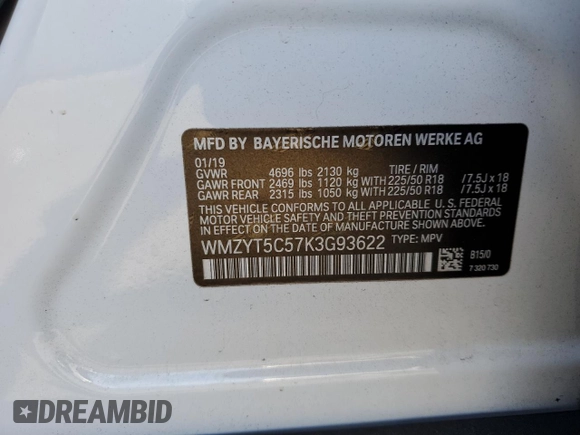 MFD BY BAYERISCHE MOTOREN WERKE AG
01/19
GVWR 4696 lbs 2130 kg TIRE / RIM
GAWR FRONT 2469 lbs 1120 kg WITH 225/50 R18 /7.5J x 18
GAWR REAR 2315 lbs 1050 kg WITH 225/50 R18 /7.5J x 18
THIS VEHICLE CONFORMS TO ALL APPLICABLE U. S. FEDERAL
MOTOR VEHICLE SAFETY, BUMPER, AND THEFT PREVENTION
STANDARDS IN EFFECT ON THE DATE OF MANUFACTURE SHOWN ABOVE.
WMZYT5C57K3G93622 TYPE: MPV
B15/0
7 320 730
DREAMBID